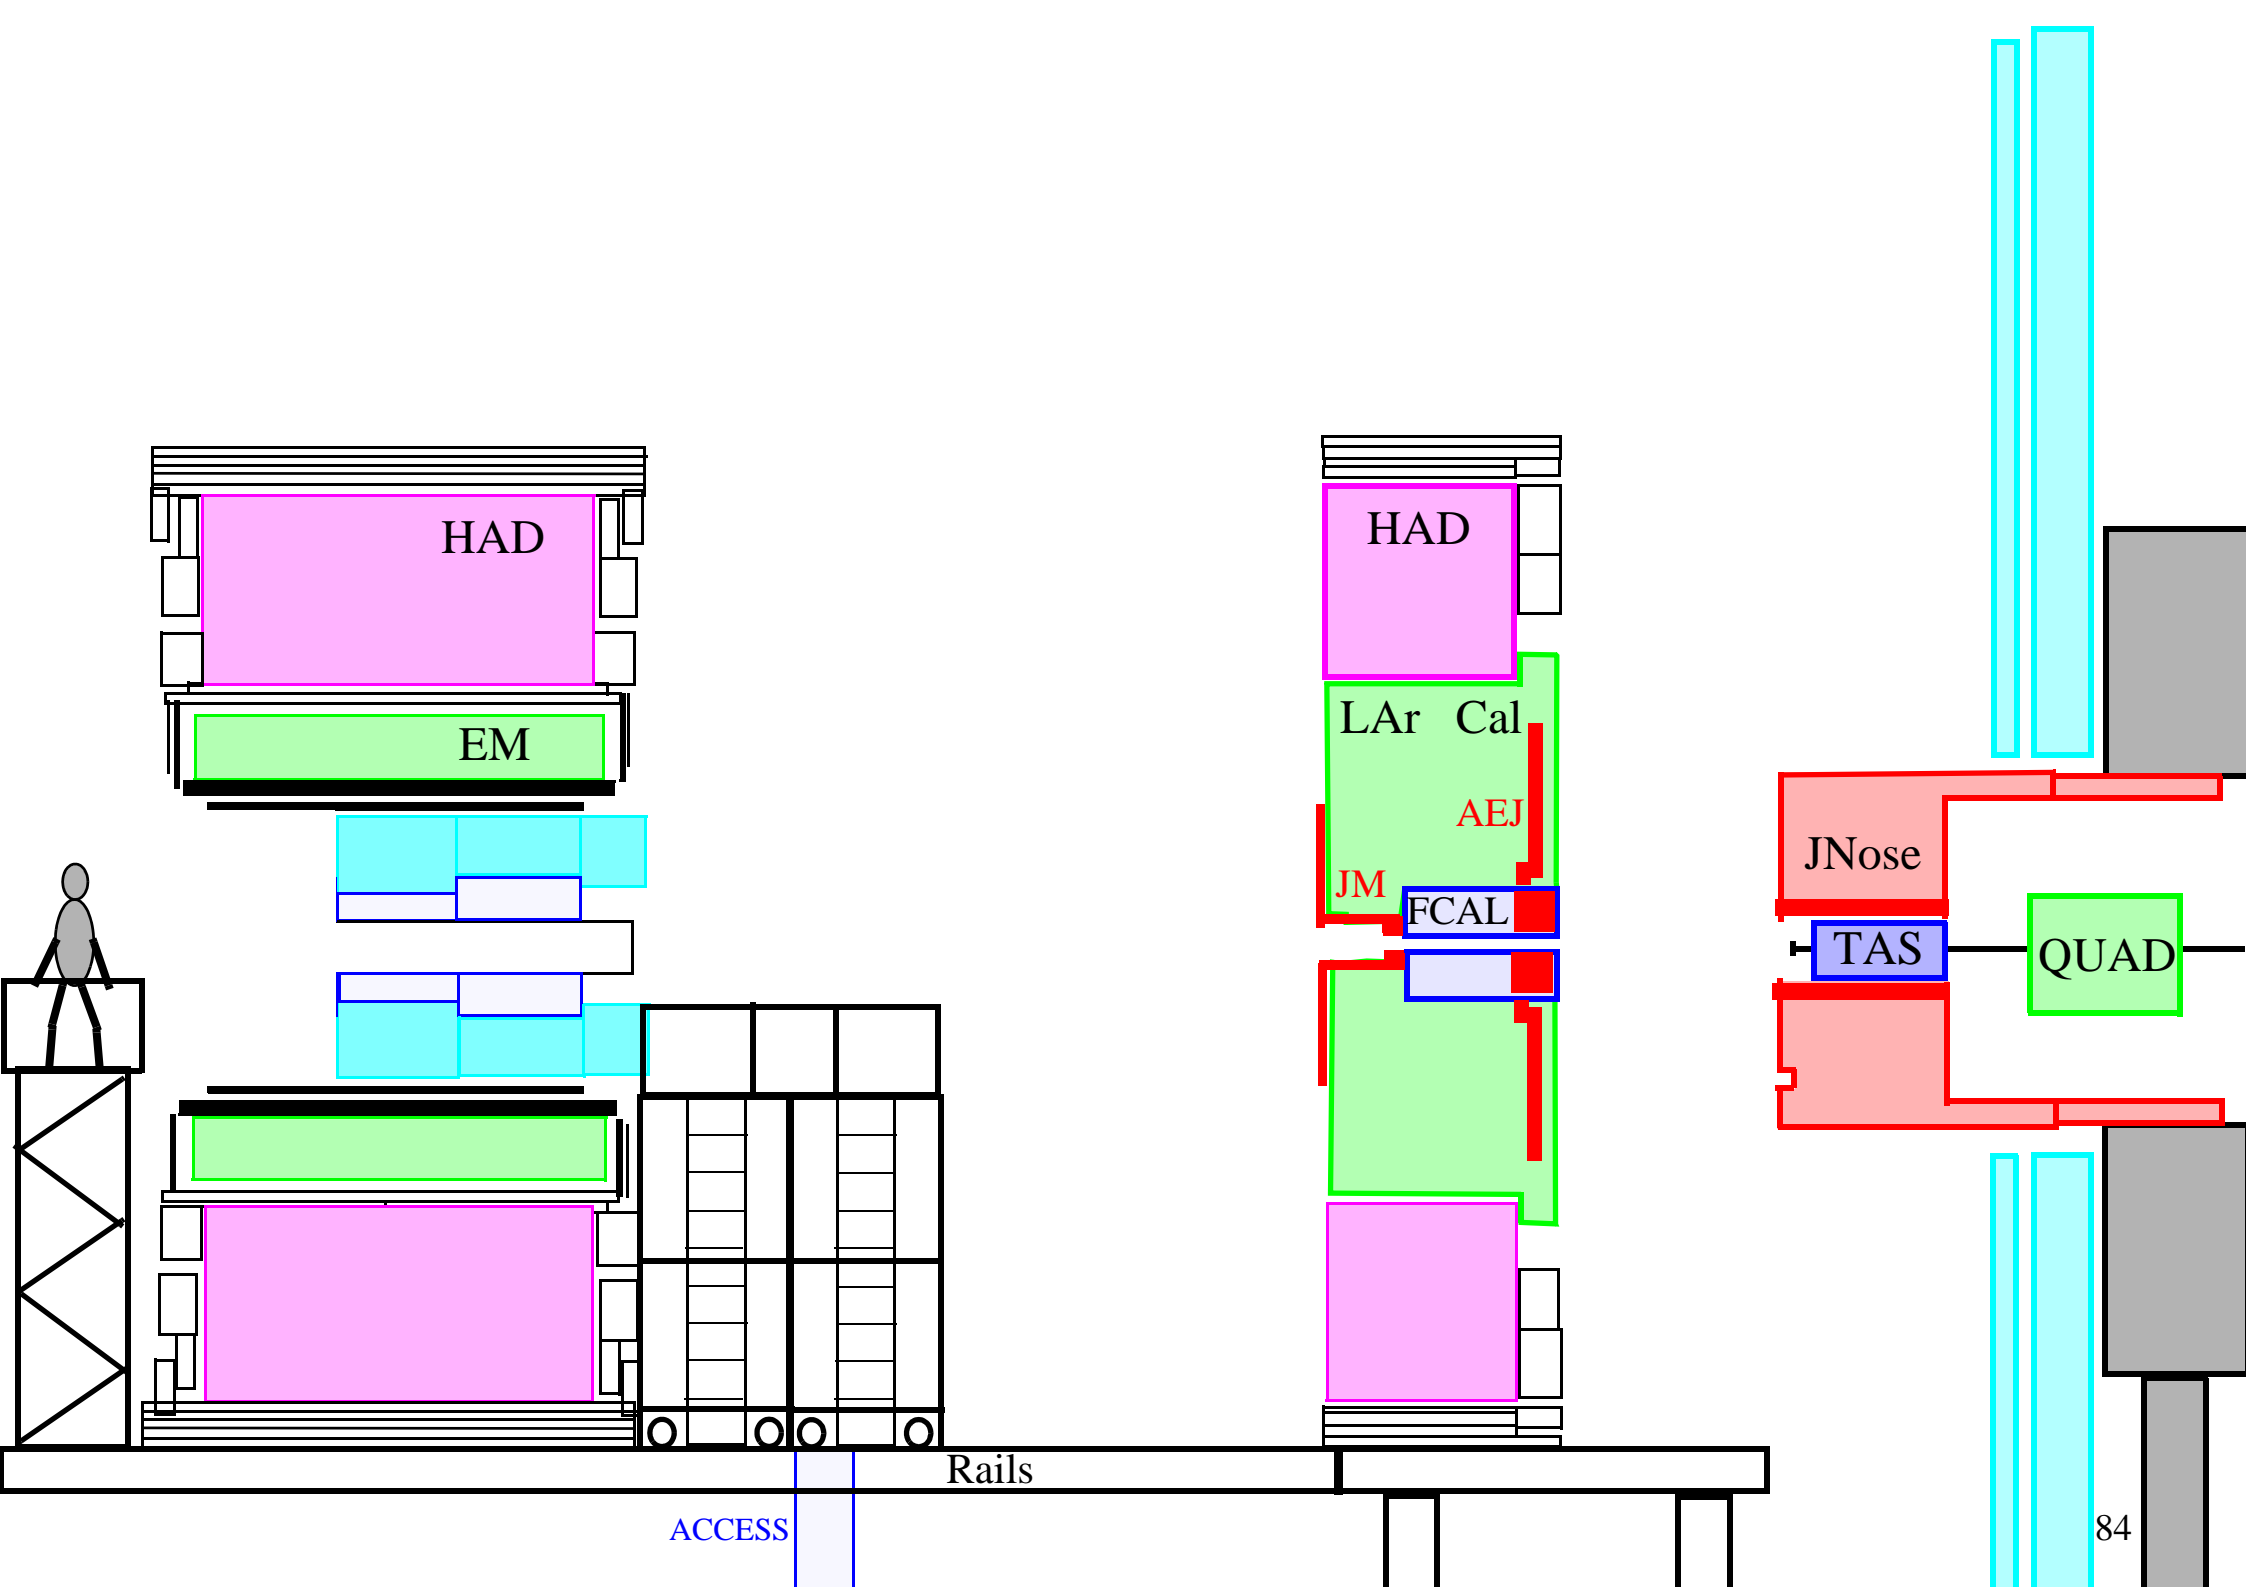 HAD
EM
HAD
LAr Cal
AEJ
JM
FCAL
JNose
TAS
QUAD
Rails
ACCESS
84